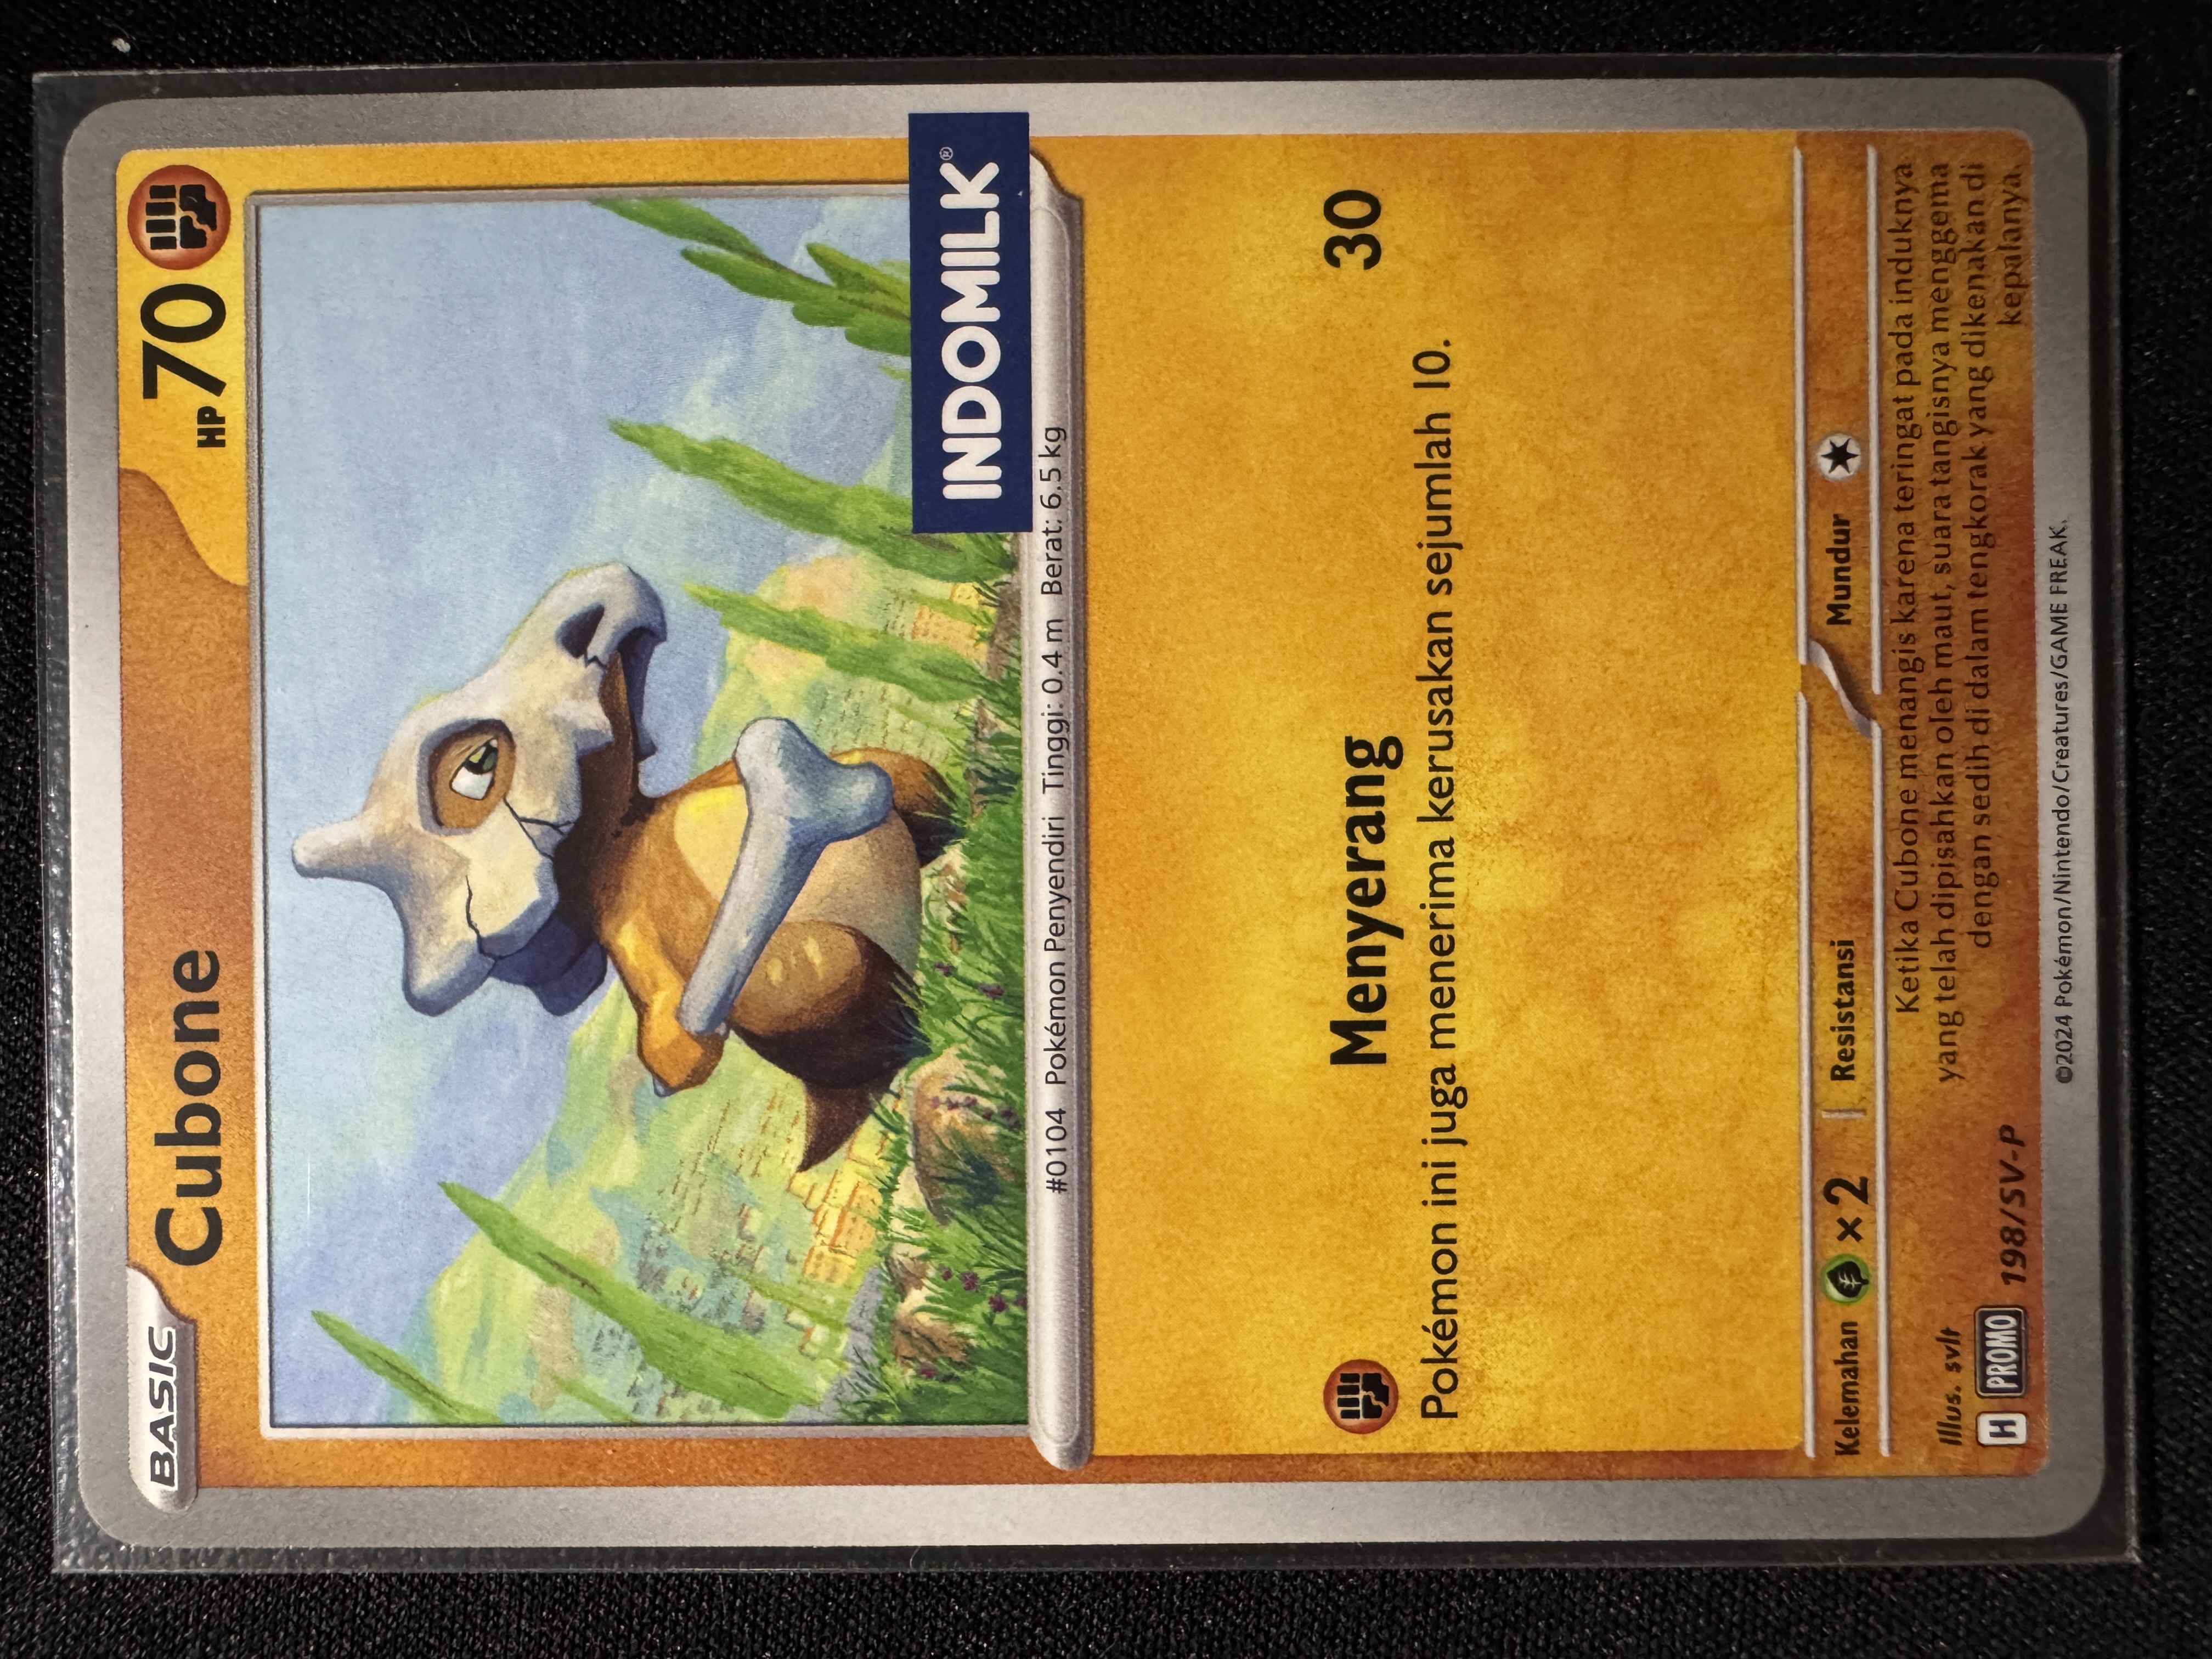 BASIC
Cubone
HP 70
INDOMILK®
#0104 Pokémon Penyendiri Tinggi: 0.4 m Berat: 6.5 kg
Menyerang 30
Pokémon ini juga menerima kerusakan sejumlah 10.
Kelemahan ×2 Resistansi Mundur
Ketika Cubone menangis karena teringat pada induknya
yang telah dipisahkan oleh maut, suara tangisnya menggema
dengan sedih di dalam tengkorak yang dikenakan di
kepalanya.
Illus. svlt
H PROMO 198/SV-P
©2024 Pokémon/Nintendo/Creatures/GAME FREAK.